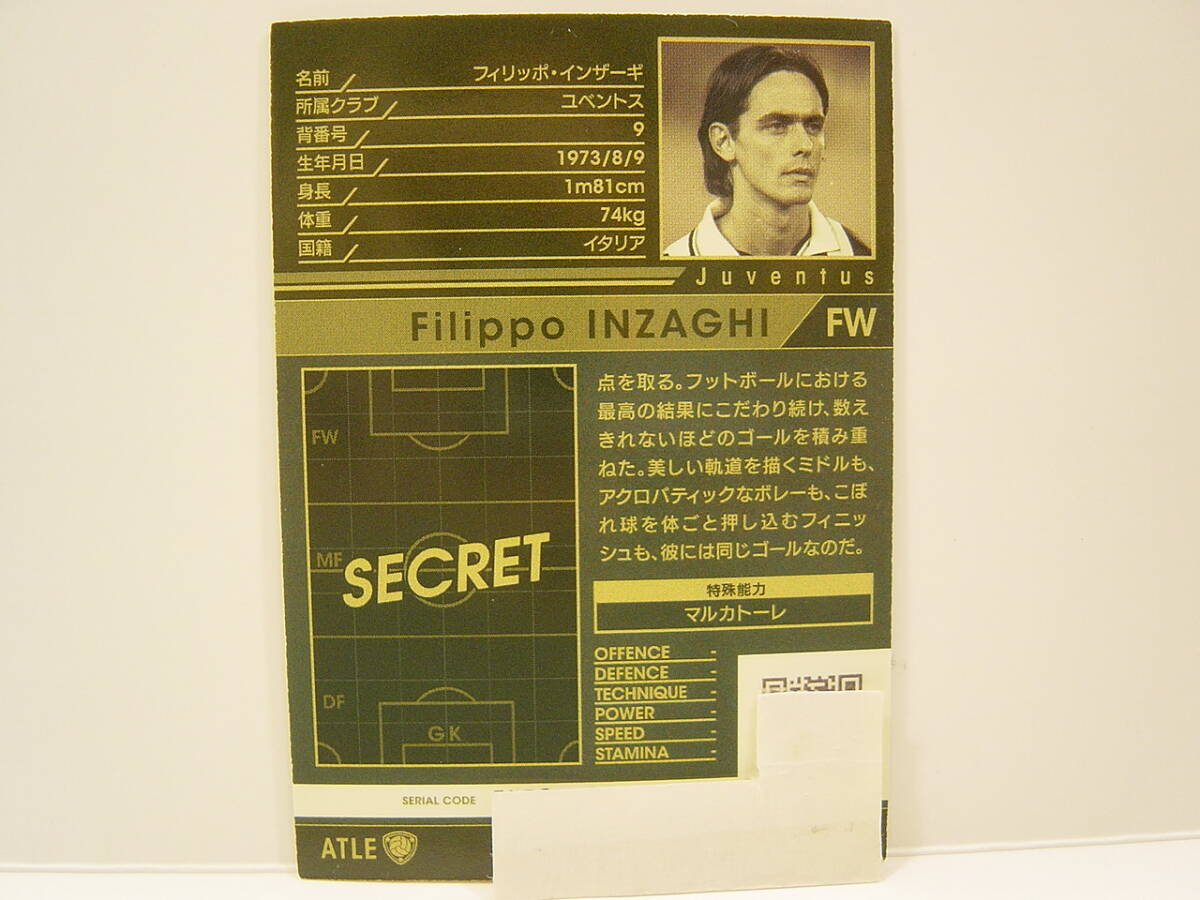 名前 フィリッポ・インザーギ
所属クラブ ユベントス
背番号 9
生年月日 1973/8/9
身長 1m81cm
体重 74kg
国籍 イタリア
Juventus
Filippo INZAGHI FW
FW
MF
SECRET
DF
GK
点を取る。フットボールにおける
最高の結果にこだわり続け、数え
きれないほどのゴールを積み重
ねた。美しい軌道を描くミドルも、
アクロバティックなボレーも、こぼ
れ球を体ごと押し込むフィニッ
シュも、彼には同じゴールなのだ。
特殊能力
マルカトーレ
OFFENCE -
DEFENCE -
TECHNIQUE -
POWER -
SPEED -
STAMINA -
SERIAL CODE
ATLE